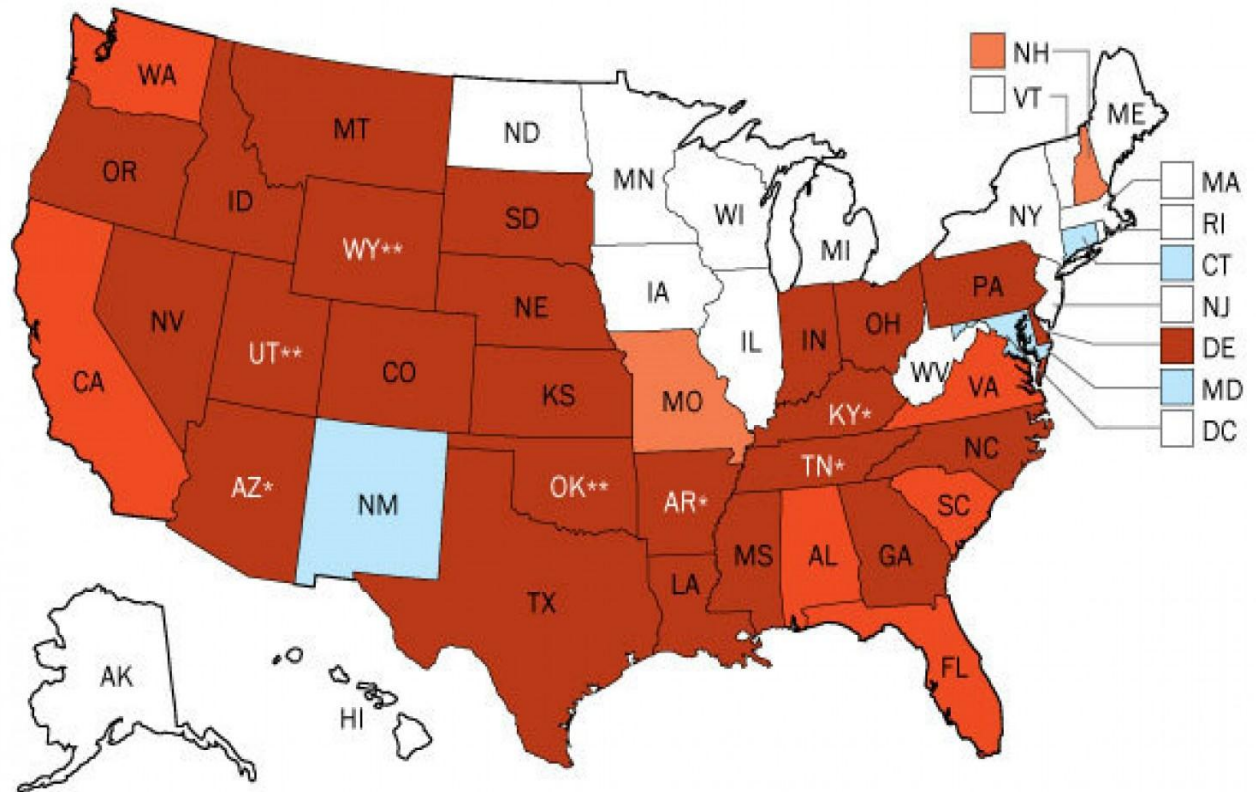 WA
OR
CA
NV
ID
MT
WY**
UT**
AZ*
CO
NM
ND
SD
NE
KS
OK**
TX
MN
IA
MO
AR*
LA
WI
IL
MI
IN
OH
KY*
TN*
MS
AL
GA
FL
SC
NC
VA
WV
PA
NY
ME
NH
VT
MA
RI
CT
NJ
DE
MD
DC
AK
HI